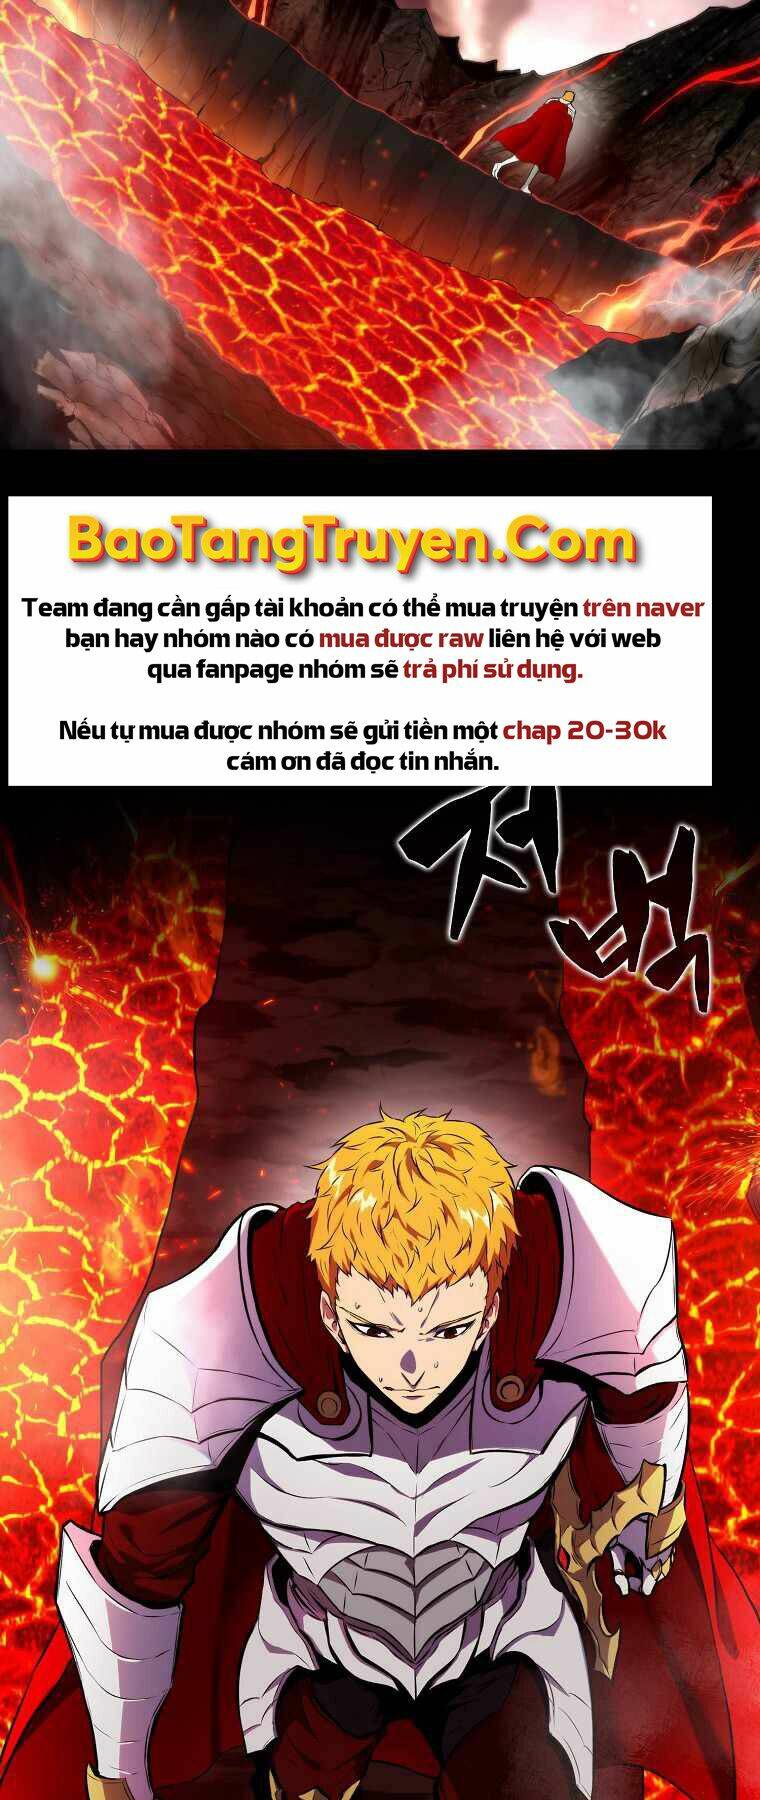 BaoTangTruyen.Com
Team đang cần gấp tài khoản có thể mua truyện trên naver
bạn hay nhóm nào có mua được raw liên hệ với web
qua fanpage nhóm sẽ trả phí sử dụng.
Nếu tự mua được nhóm sẽ gửi tiền một chap 20-30k
cám ơn đã đọc tin nhắn.
저벅